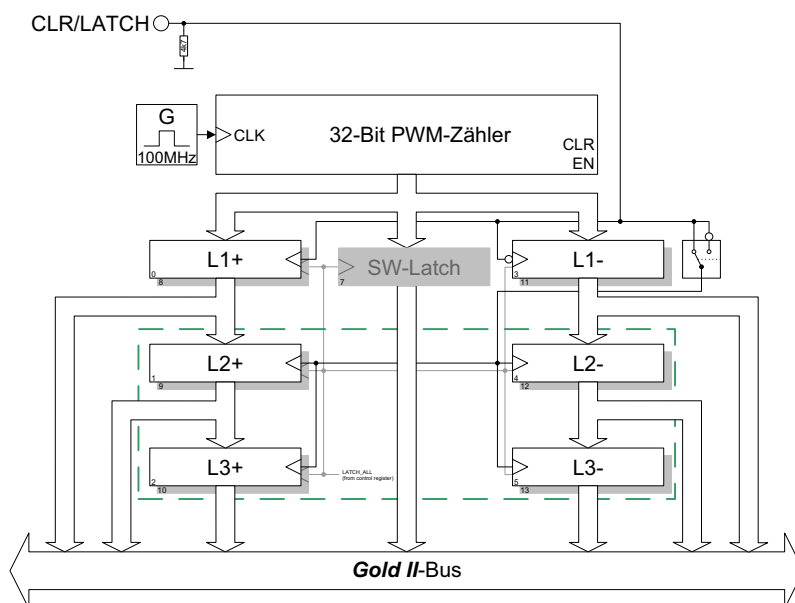 CLR/LATCH
4k7
G
100MHz
CLK
32-Bit PWM-Zähler
CLR
EN
L1+
0
8
SW-Latch
7
L1-
3
11
L2+
1
9
L2-
4
12
L3+
2
10
LATCH_ALL
(from control register)
L3-
5
13
Gold II-Bus